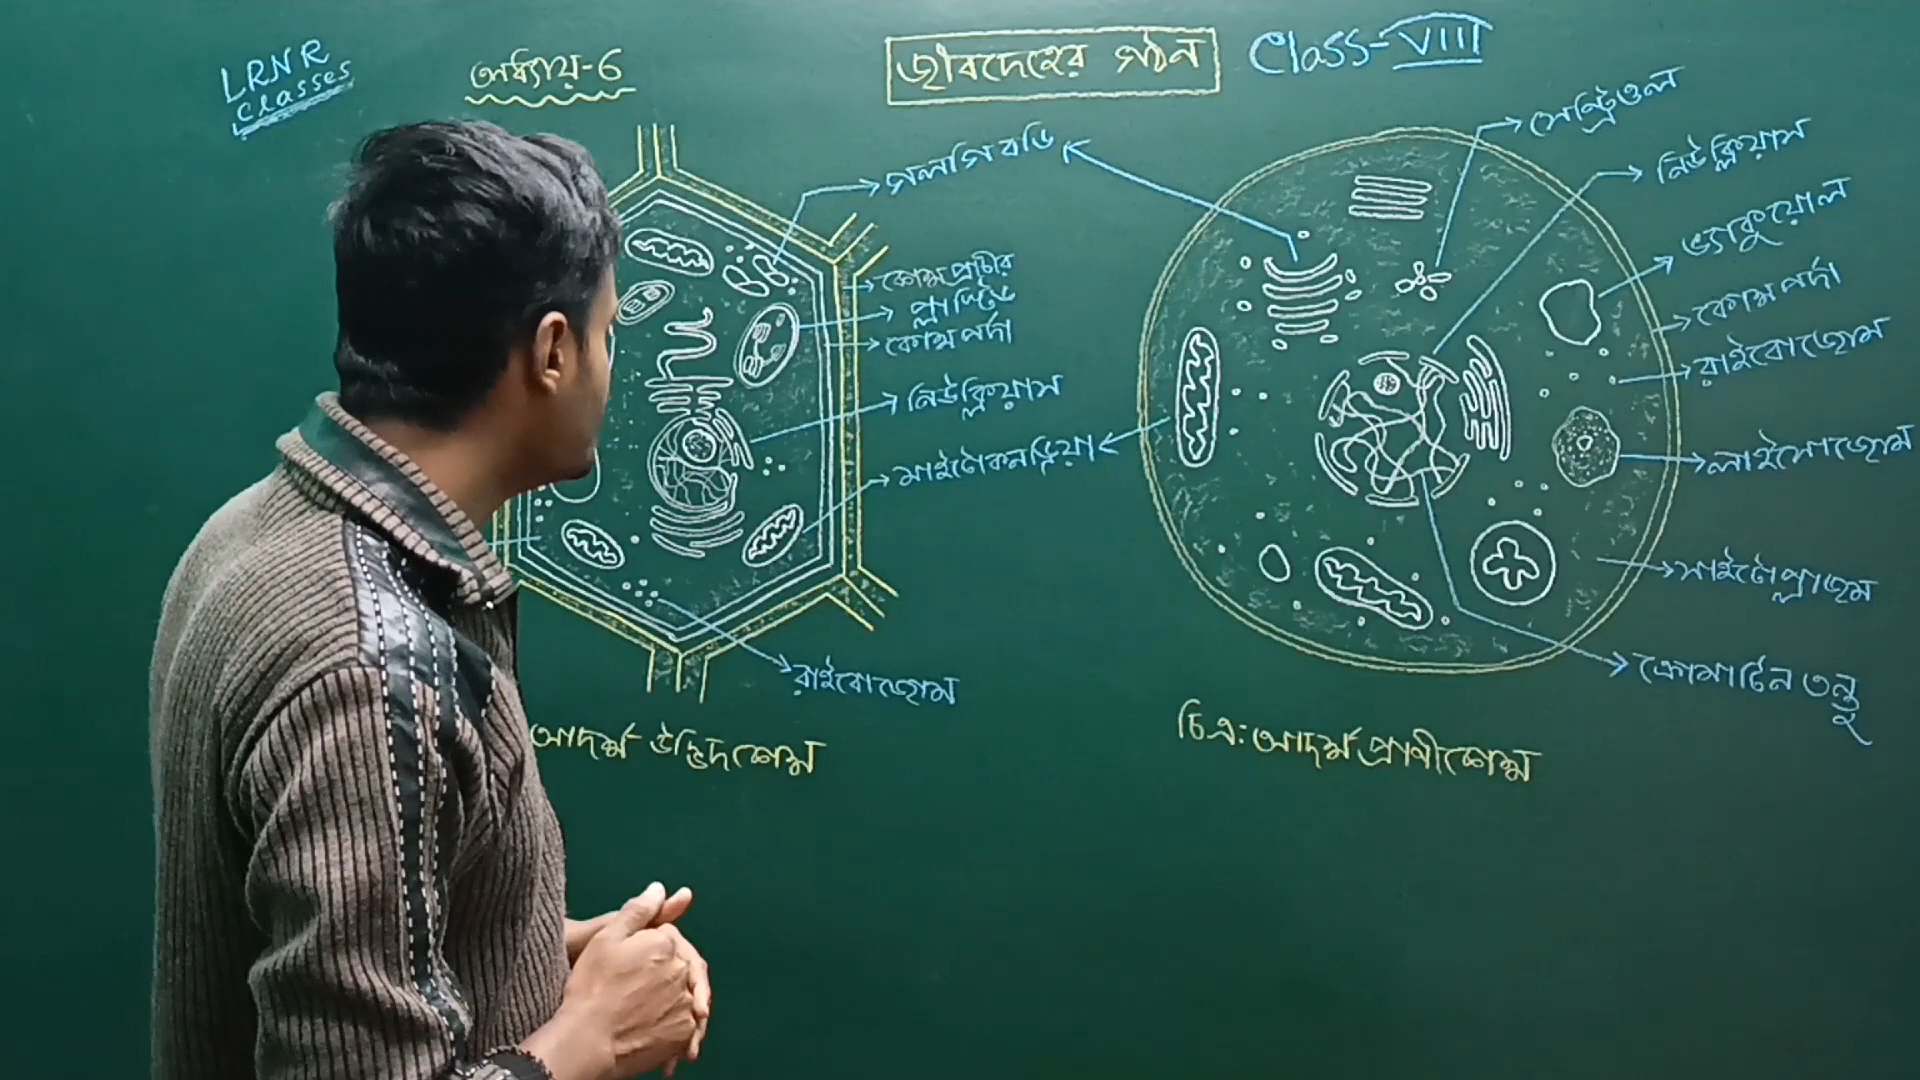 LRNR
Classes
অধ্যায়-6
জীবদেহের গঠন
Class-VIII
গলগি বডি
কোষপ্রাচীর
প্লাস্টিড
কোষপর্দা
নিউক্লিয়াস
মাইটোকনড্রিয়া
রাইবোজোম
আদর্শ উদ্ভিদকোষ
সেন্ট্রিওল
নিউক্লিয়াস
ভ্যাকুয়োল
কোষপর্দা
রাইবোজোম
লাইসোজোম
সাইটোপ্লাজম
ক্রোমাটিন তন্তু
চিত্র:আদর্শ প্রাণীকোষ